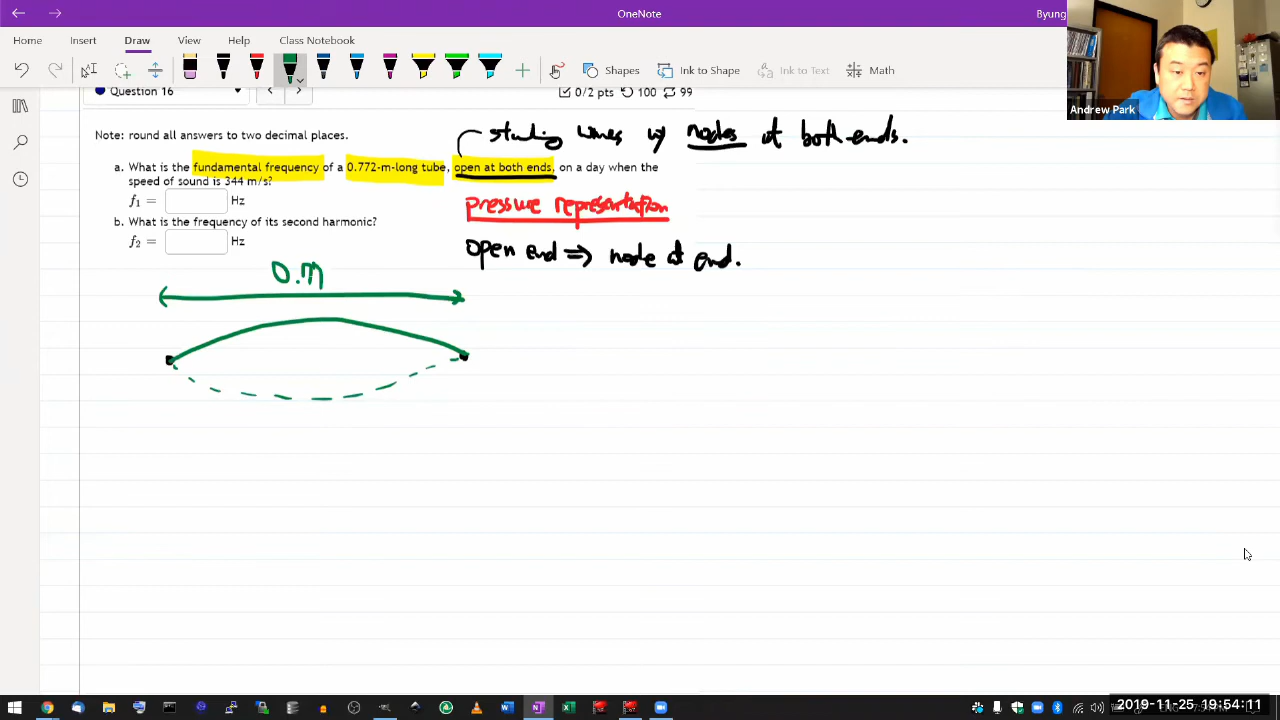 OneNote
Byung
Home Insert Draw View Help Class Notebook
Shapes Ink to Shape Ink to Text Math
Question 16
0/2 pts 100 99
Andrew Park
Note: round all answers to two decimal places.
standing waves w/ nodes at both ends.
a. What is the fundamental frequency of a 0.772-m-long tube, open at both ends, on a day when the
speed of sound is 344 m/s?
f₁ = Hz
pressure representation
b. What is the frequency of its second harmonic?
f₂ = Hz
open end ⇒ node at end.
0.77
2019-11-25 19:54:11